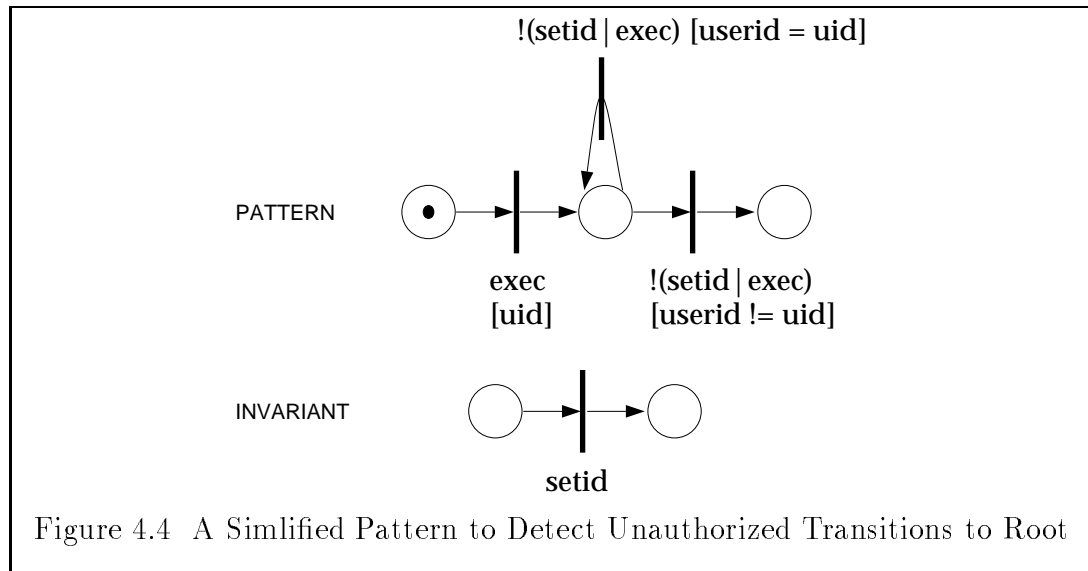 !(setid | exec) [userid = uid]
PATTERN
exec
[uid]
!(setid | exec)
[userid != uid]
INVARIANT
setid
Figure 4.4 A Simlified Pattern to Detect Unauthorized Transitions to Root